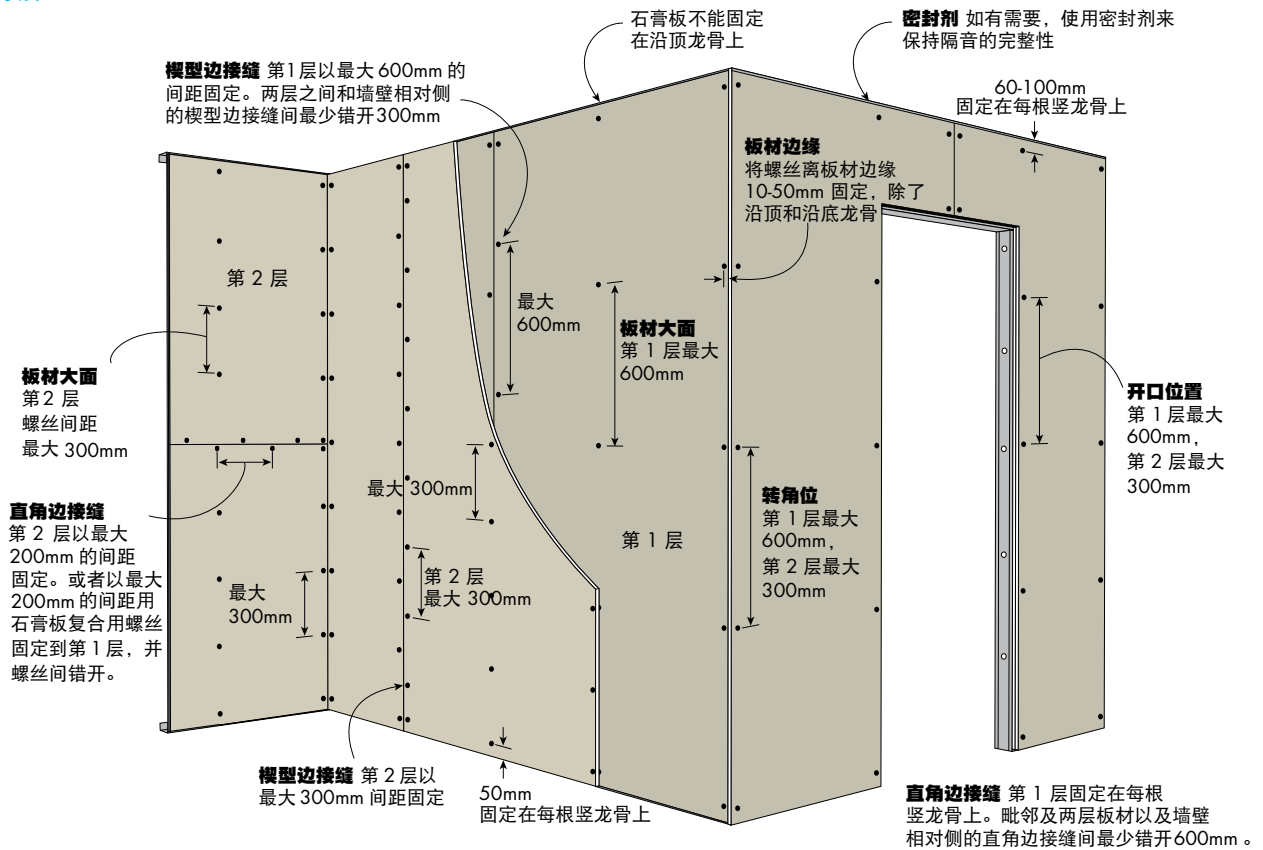 石膏板不能固定
在沿顶龙骨上
密封剂 如有需要，使用密封剂来
保持隔音的完整性
楔型边接缝 第1层以最大600mm 的
间距固定。两层之间和墙壁相对侧
的楔型边接缝间最少错开300mm
60-100mm
固定在每根竖龙骨上
板材边缘
将螺丝离板材边缘
10-50mm 固定，除了
沿顶和沿底龙骨
第 2 层
最大
600mm
板材大面
第 1 层最大
600mm
板材大面
第2 层
螺丝间距
最大 300mm
开口位置
第 1 层最大
600mm，
第 2 层最大
300mm
最大 300mm
转角位
第 1 层最大
600mm，
第 2 层最大
300mm
直角边接缝
第 2 层以最大
200mm 的间距
固定。或者以最大
200mm 的间距用
石膏板复合用螺丝
固定到第 1 层，并
螺丝间错开。
第 1 层
最大
300mm
第 2 层
最大 300mm
楔型边接缝 第 2 层以
最大 300mm 间距固定
50mm
固定在每根竖龙骨上
直角边接缝 第 1 层固定在每根
竖龙骨上。毗邻及两层板材以及墙壁
相对侧的直角边接缝间最少错开600mm 。